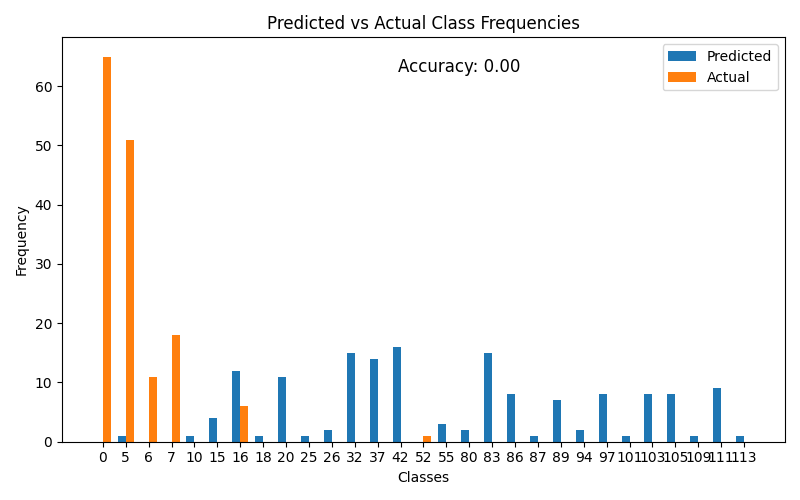 Predicted vs Actual Class Frequencies
Accuracy: 0.00
Predicted
Actual
Frequency
60
50
40
30
20
10
0
0 5 6 7 10 15 16 18 20 25 26 32 37 42 52 55 80 83 86 87 89 94 97 101 103 105 109 111 113
Classes